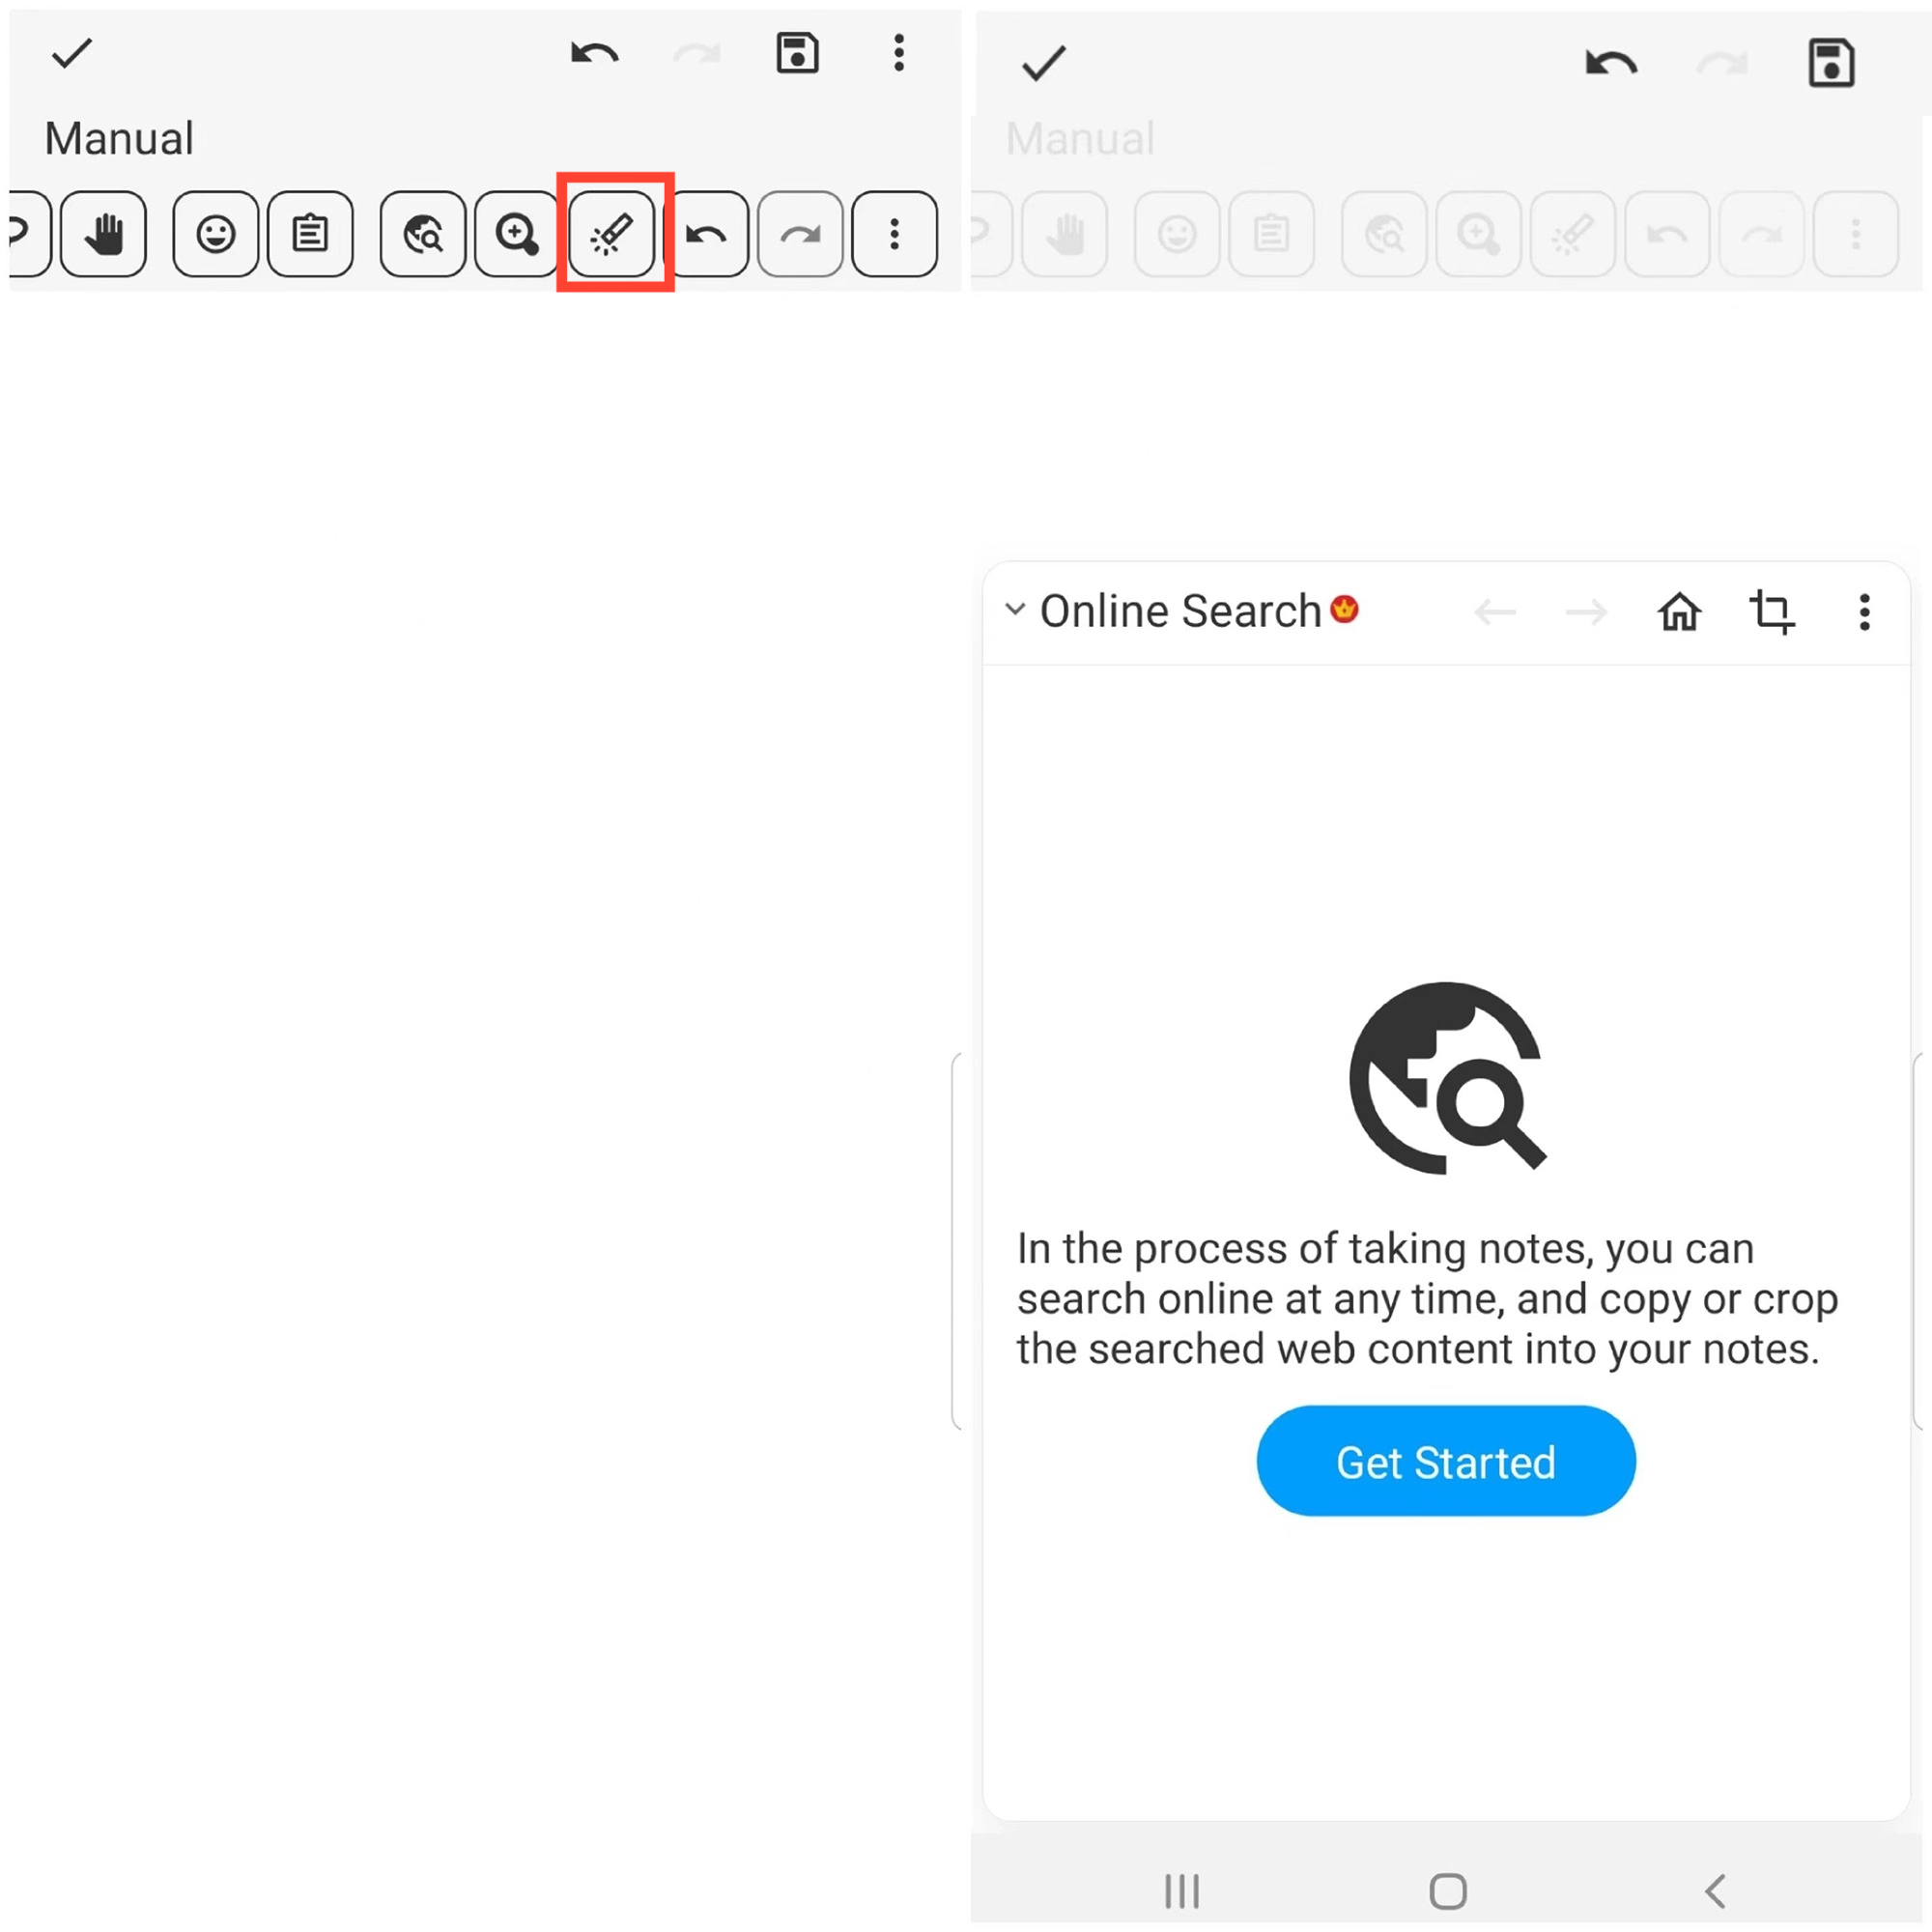 Manual
Manual
Online Search
In the process of taking notes, you can
search online at any time, and copy or crop
the searched web content into your notes.
Get Started